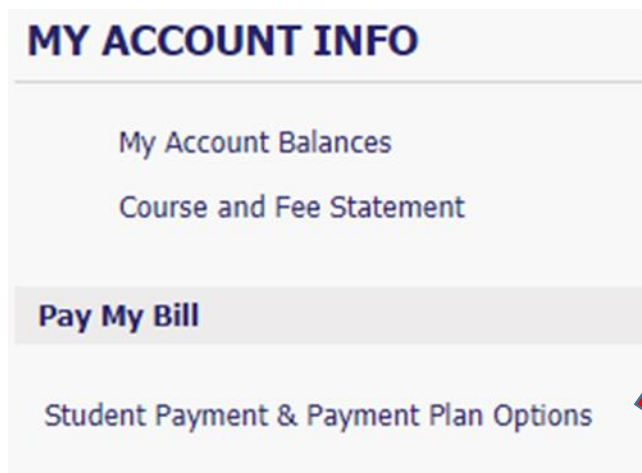 MY ACCOUNT INFO
My Account Balances
Course and Fee Statement
Pay My Bill
Student Payment & Payment Plan Options